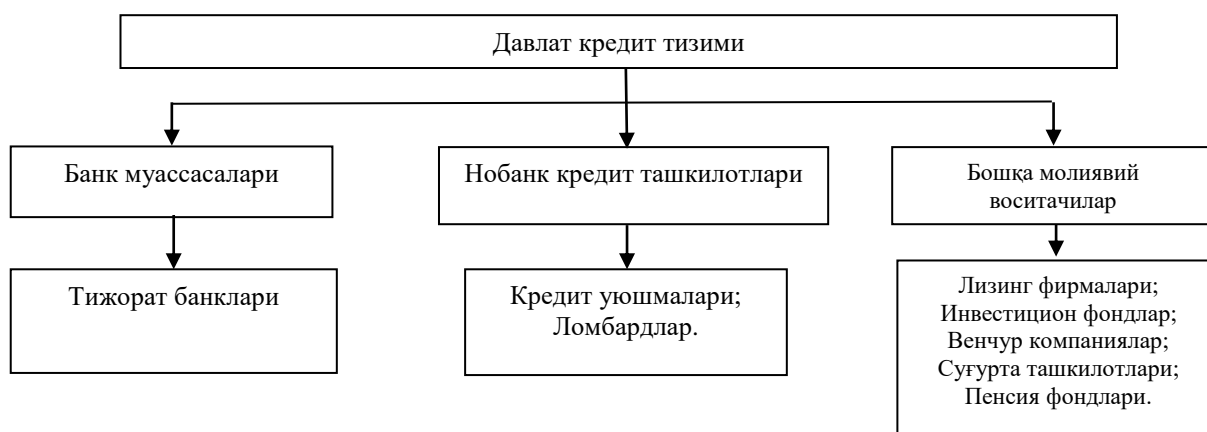 Давлат кредит тизими
Банк муассасалари
Нобанк кредит ташкилотлари
Бошқа молиявий
воситачилар
Тижорат банклари
Кредит уюшмалари;
Ломбардлар.
Лизинг фирмалари;
Инвестицион фондлар;
Венчур компаниялар;
Суғурта ташкилотлари;
Пенсия фондлари.